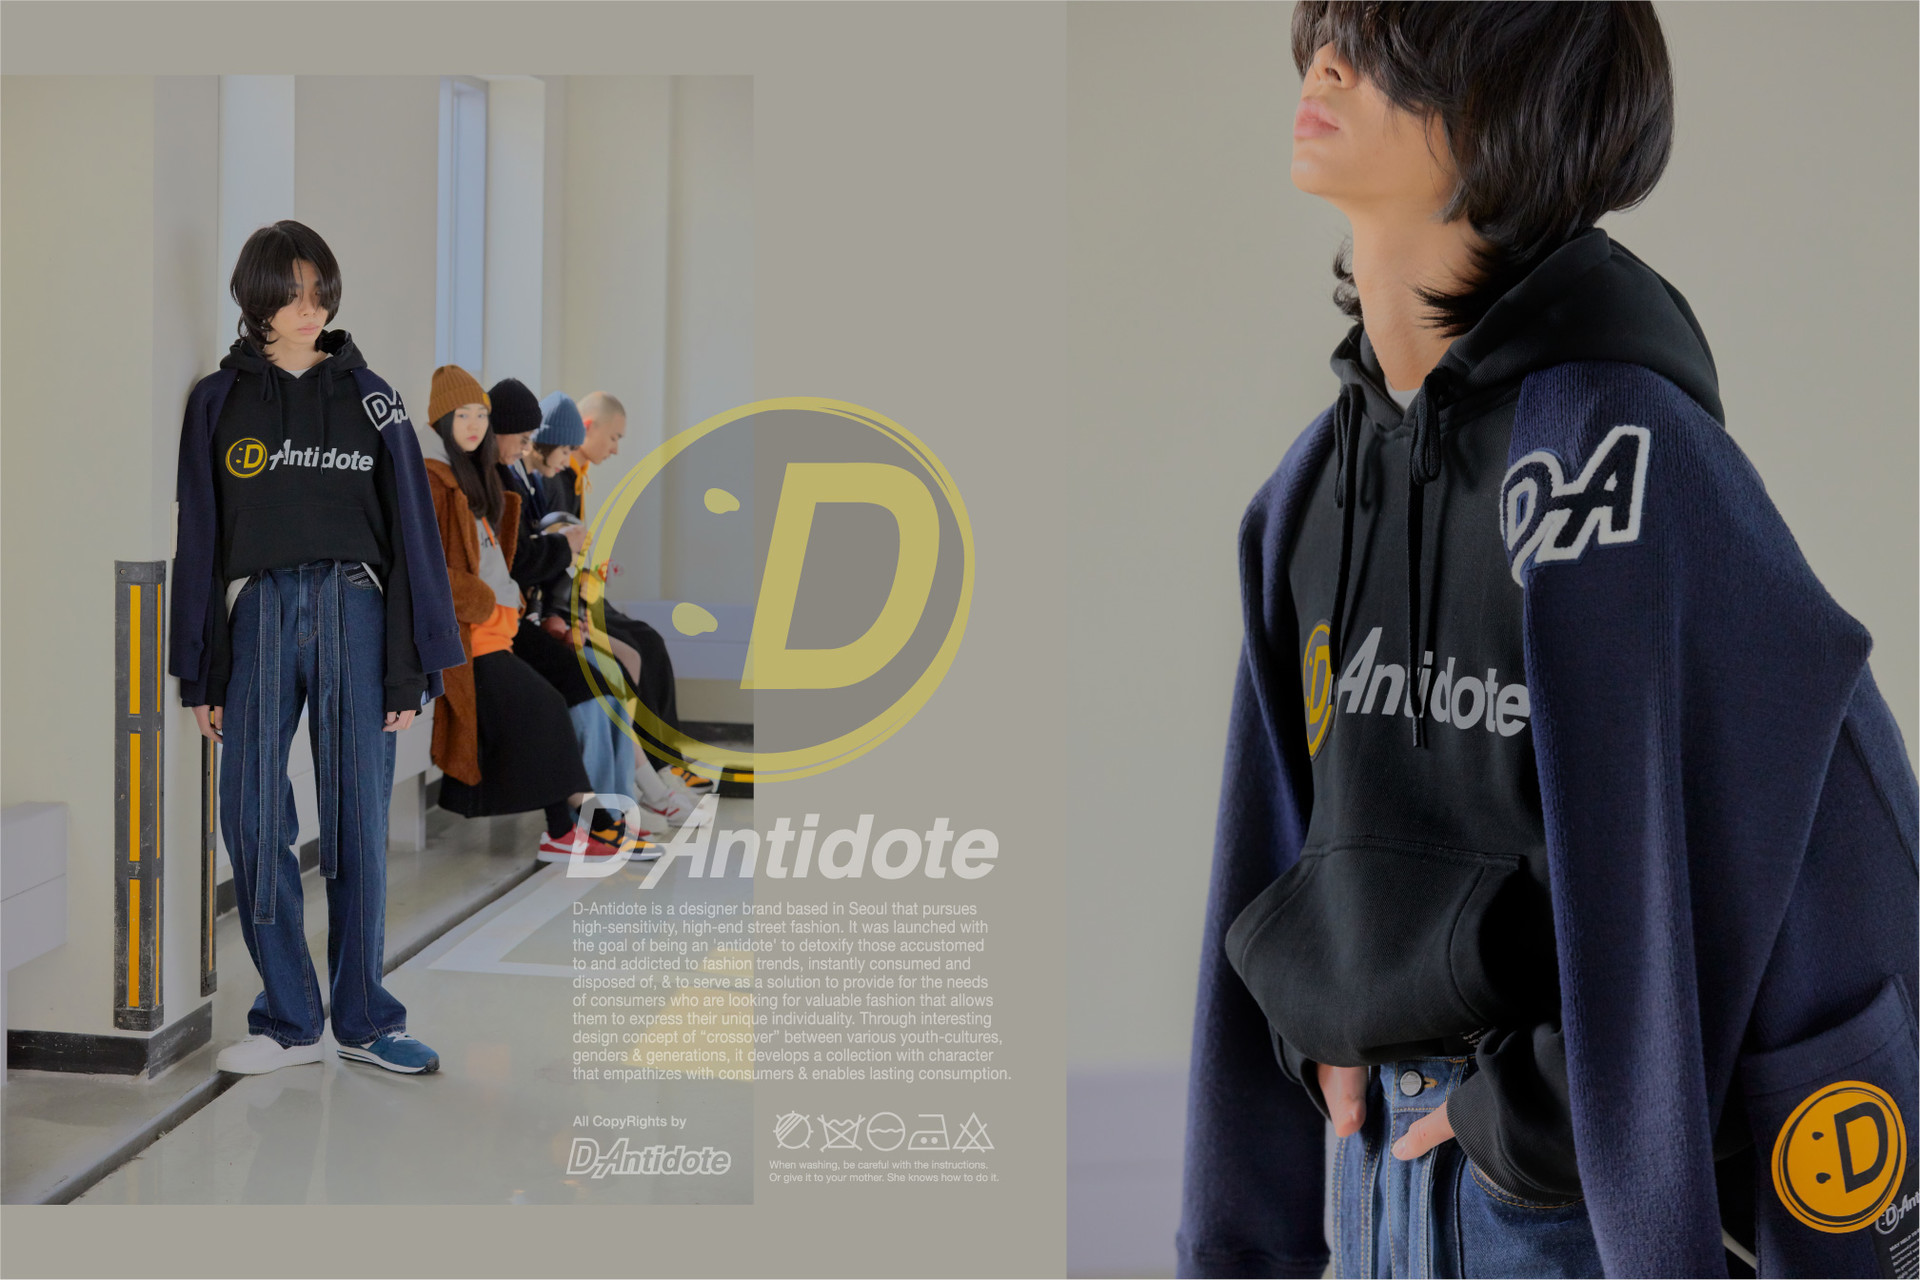 :D-Antidote
DA
D
D-Antidote
D-Antidote is a designer brand based in Seoul that pursues
high-sensitivity, high-end street fashion. It was launched with
the goal of being an 'antidote' to detoxify those accustomed
to and addicted to fashion trends, instantly consumed and
disposed of, & to serve as a solution to provide for the needs
of consumers who are looking for valuable fashion that allows
them to express their unique individuality. Through interesting
design concept of “crossover” between various youth-cultures,
genders & generations, it develops a collection with character
that empathizes with consumers & enables lasting consumption.
All CopyRights by
D-Antidote
When washing, be careful with the instructions.
Or give it to your mother. She knows how to do it.
D-A
:D-Antidote
:D